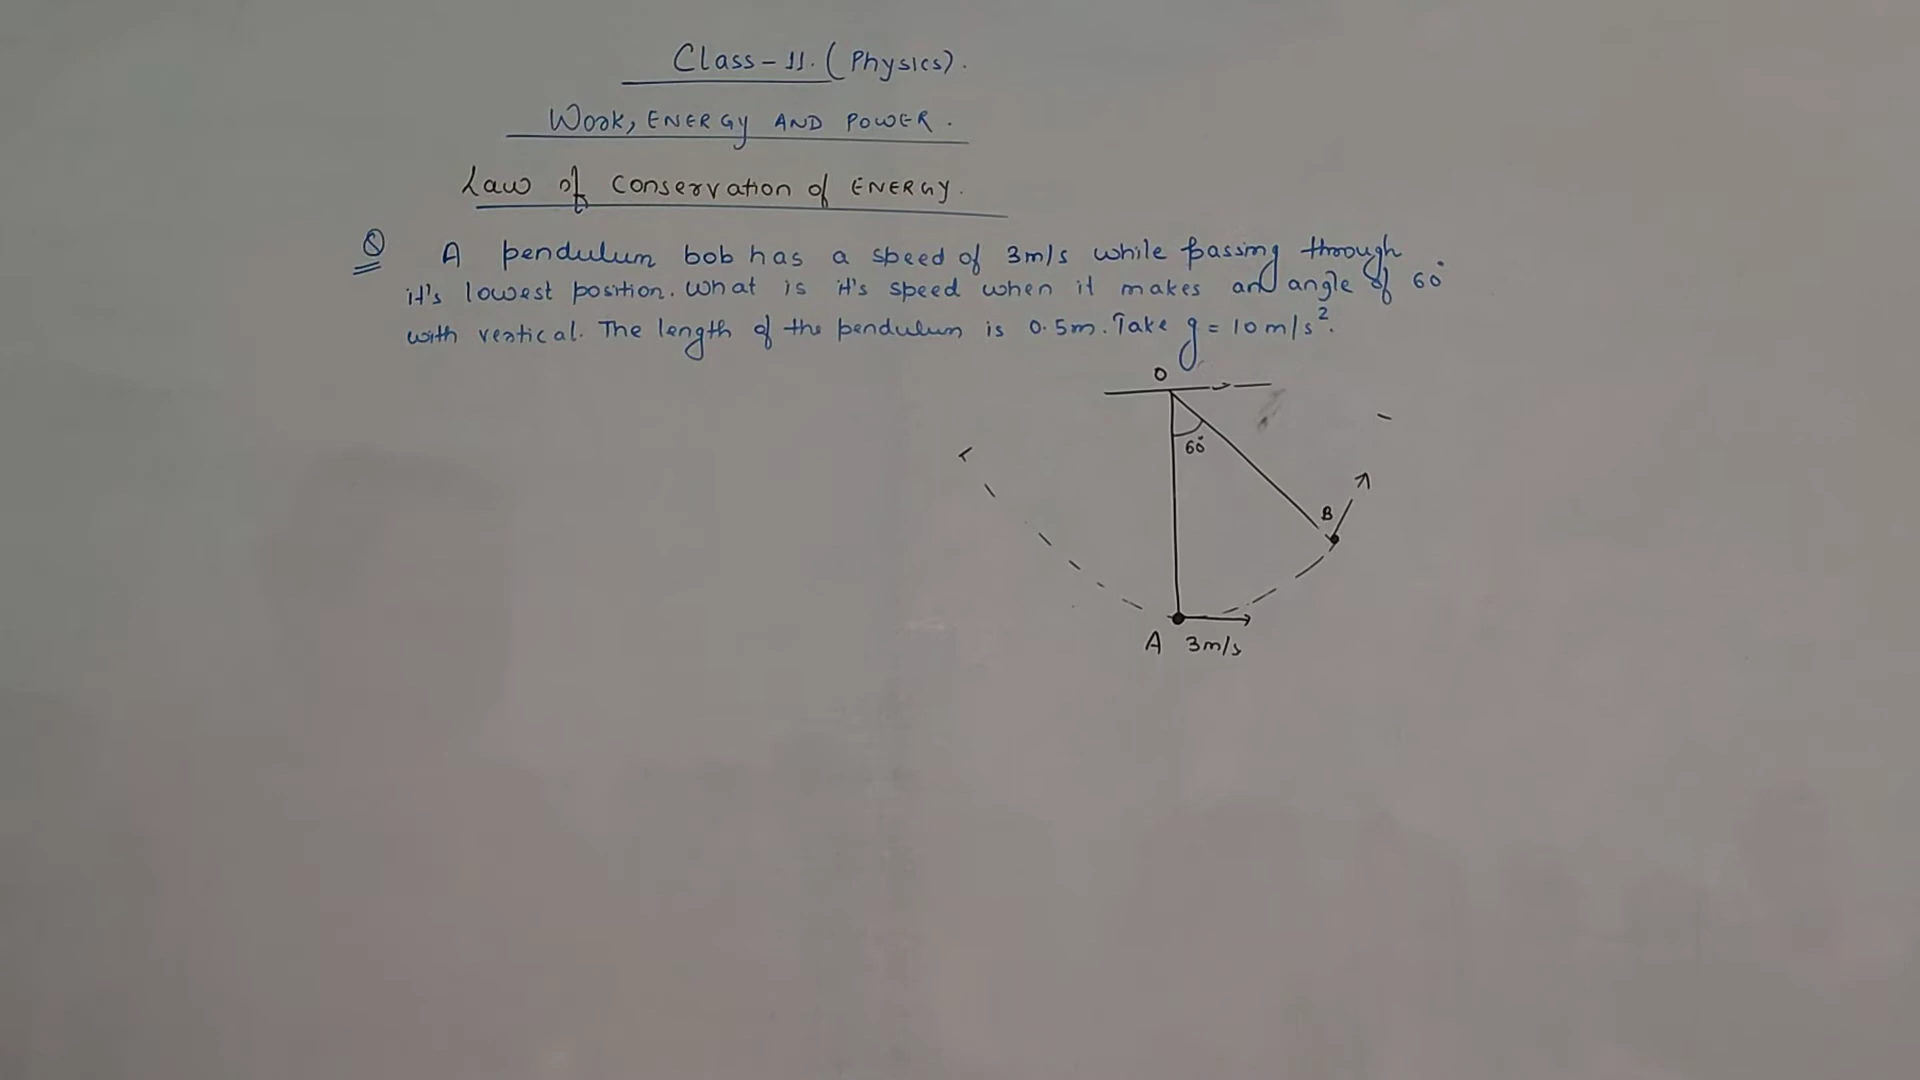 Class-11. (Physics).
Work, ENERGY AND POWER.
Law of Conservation of ENERGY.
Q A pendulum bob has a speed of 3m/s while passing through
it's lowest position. What is it's speed when it makes an angle of 60°
with vertical. The length of the pendulum is 0.5m. Take g = 10m/s².
O
60°
B
A 3m/s